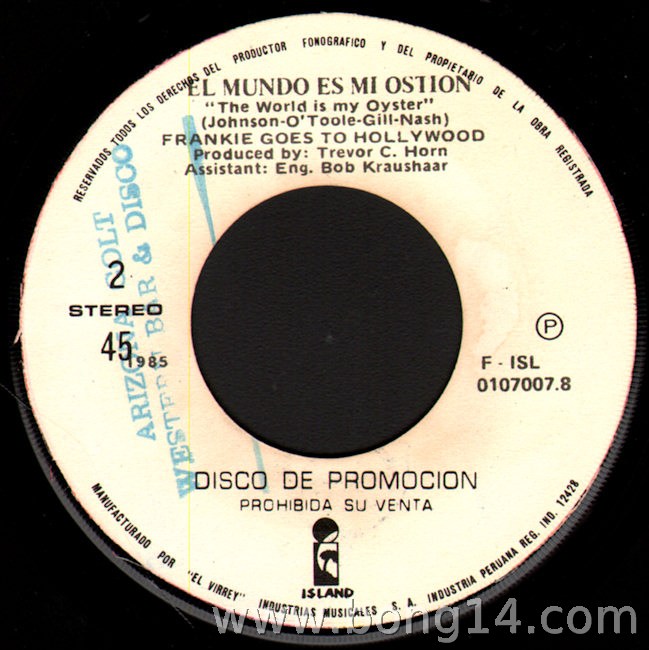 RESERVADOS TODOS LOS DERECHOS DEL PRODUCTOR FONOGRAFICO Y DEL PROPIETARIO DE LA OBRA REGISTRADA
EL MUNDO ES MI OSTION
"The World is my Oyster"
(Johnson-O'Toole-Gill-Nash)
FRANKIE GOES TO HOLLYWOOD
Produced by: Trevor C. Horn
Assistant: Eng. Bob Kraushaar
ARIZONA COLT
WESTERN BAR & DISCO
2
STEREO
45 1985
P
F - ISL
0107007.8
DISCO DE PROMOCION
PROHIBIDA SU VENTA
ISLAND
MANUFACTURADO POR "EL VIRREY" INDUSTRIAS MUSICALES S. A. INDUSTRIA PERUANA REG. IND. 12428
www.bong14.com